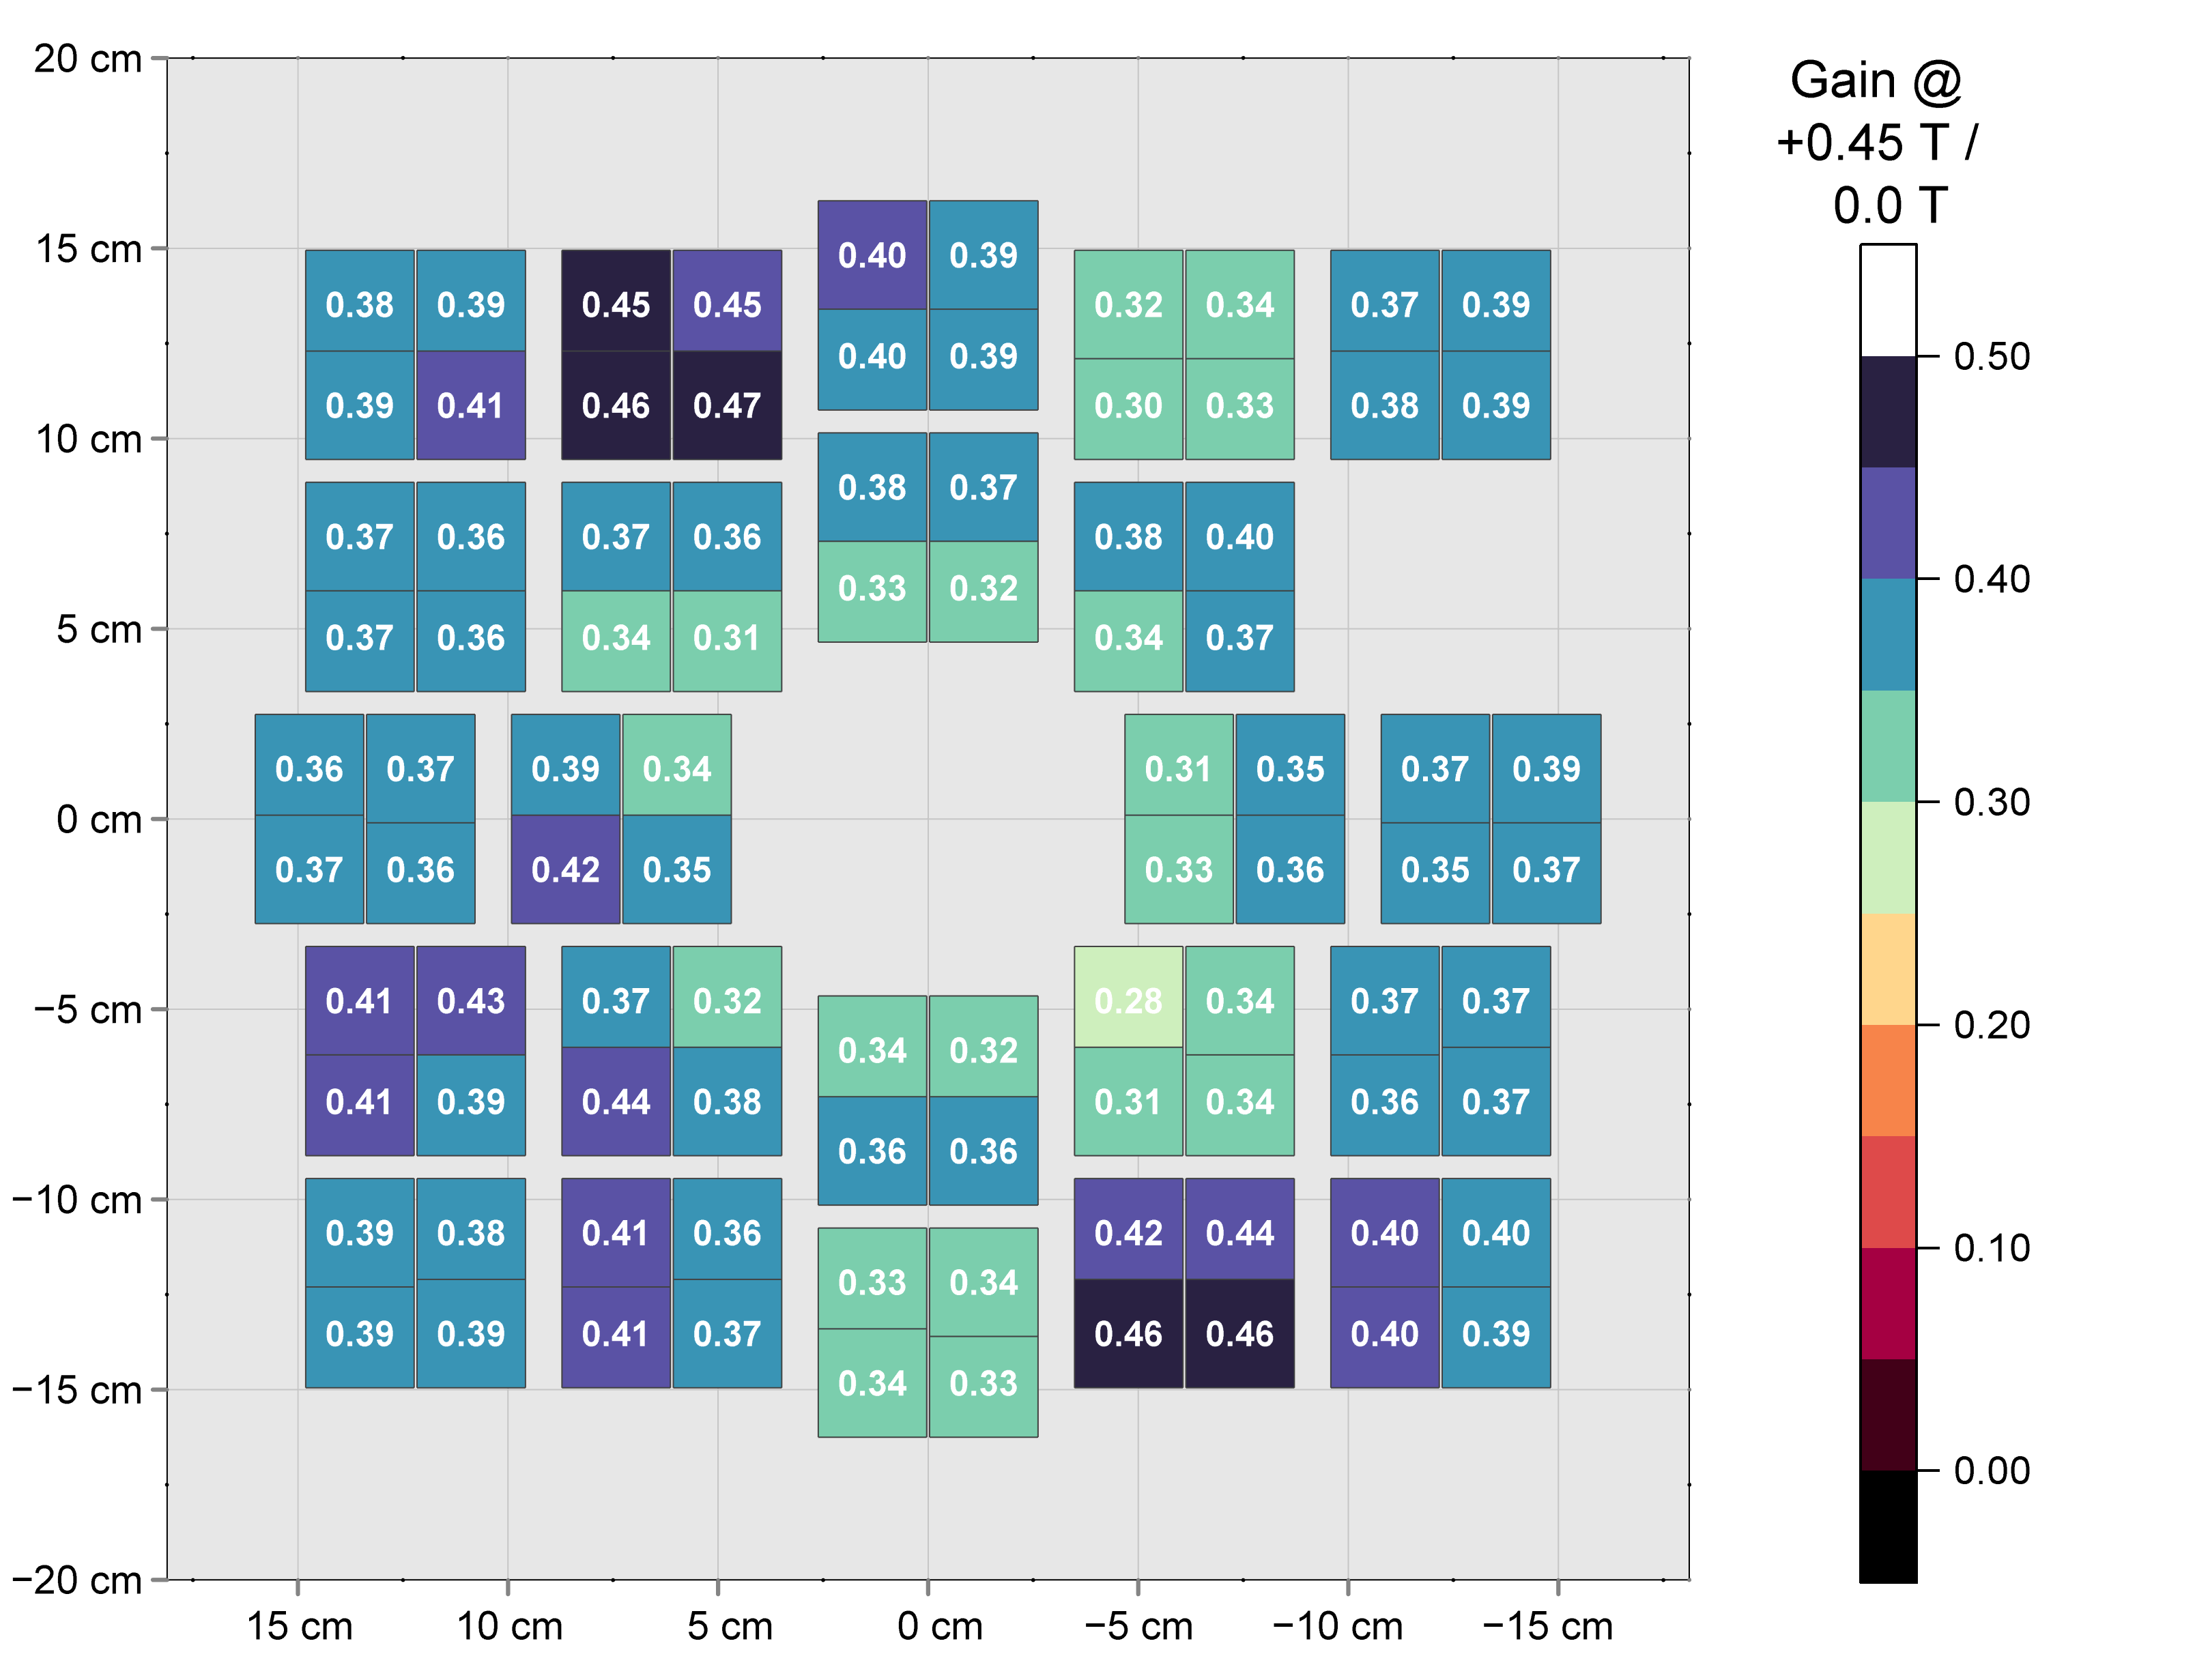 Gain @
+0.45 T /
0.0 T
20 cm
0.40 0.39
15 cm
0.38 0.39 0.45 0.45 0.32 0.34 0.37 0.39
0.40 0.39
0.50
0.39 0.41 0.46 0.47 0.30 0.33 0.38 0.39
10 cm
0.38 0.37
0.37 0.36 0.37 0.36 0.38 0.40
0.40
0.33 0.32
5 cm
0.37 0.36 0.34 0.31 0.34 0.37
0.36 0.37 0.39 0.34 0.31 0.35 0.37 0.39
0.30
0 cm
0.37 0.36 0.42 0.35 0.33 0.36 0.35 0.37
0.41 0.43 0.37 0.32 0.28 0.34 0.37 0.37
−5 cm
0.20
0.34 0.32
0.41 0.39 0.44 0.38 0.31 0.34 0.36 0.37
0.36 0.36
−10 cm
0.39 0.38 0.41 0.36 0.42 0.44 0.40 0.40
0.10
0.33 0.34
0.39 0.39 0.41 0.37 0.46 0.46 0.40 0.39
−15 cm
0.34 0.33
0.00
−20 cm
15 cm 10 cm 5 cm 0 cm −5 cm −10 cm −15 cm